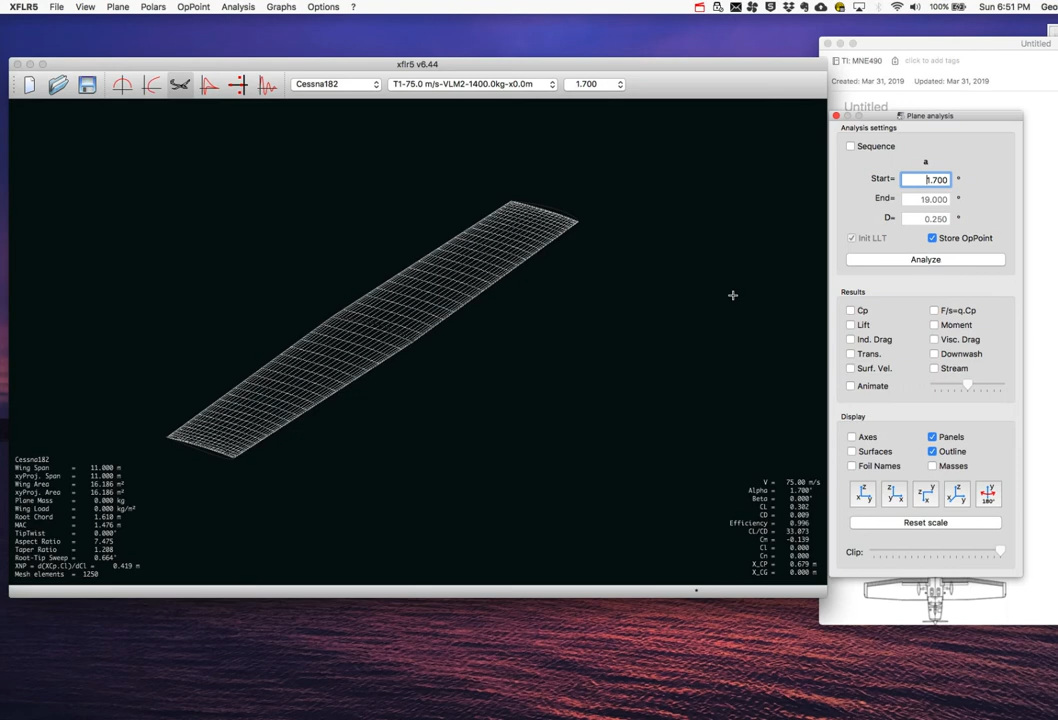 XFLR5 File View Plane Polars OpPoint Analysis Graphs Options ? 100% Sun 6:51 PM Geo
Untitled
xflr5 v6.44
TI: MNE490 click to add tags
Cessna182 T1-75.0 m/s-VLM2-1400.0kg-x0.0m 1.700
Created: Mar 31, 2019 Updated: Mar 31, 2019
Untitled
Plane analysis
Analysis settings
Sequence
a
Start= 1.700 °
End= 19.000 °
D= 0.250 °
Init LLT Store OpPoint
Analyze
Results
Cp F/s=q.Cp
Lift Moment
Ind. Drag Visc. Drag
Trans. Downwash
Surf. Vel. Stream
Animate
Display
Axes Panels
Surfaces Outline
Foil Names Masses
z x y
z y x
z y x
z x y
y 180°
Reset scale
Clip:
Cessna182
Wing Span = 11.000 m
xyProj. Span = 11.000 m
Wing Area = 16.186 m²
xyProj. Area = 16.186 m²
Plane Mass = 0.000 kg
Wing Load = 0.000 kg/m²
Root Chord = 1.610 m
MAC = 1.476 m
TipTwist = 0.000°
Aspect Ratio = 7.475
Taper Ratio = 1.208
Root-Tip Sweep = 0.664°
XNP = d(XCp.Cl)/dCl = 0.419 m
Mesh elements = 1250
V = 75.00 m/s
Alpha = 1.700°
Beta = 0.000°
CL = 0.302
CD = 0.009
Efficiency = 0.996
CL/CD = 33.073
Cm = -0.139
Cl = 0.000
Cn = 0.000
X_CP = 0.679 m
X_CG = 0.000 m